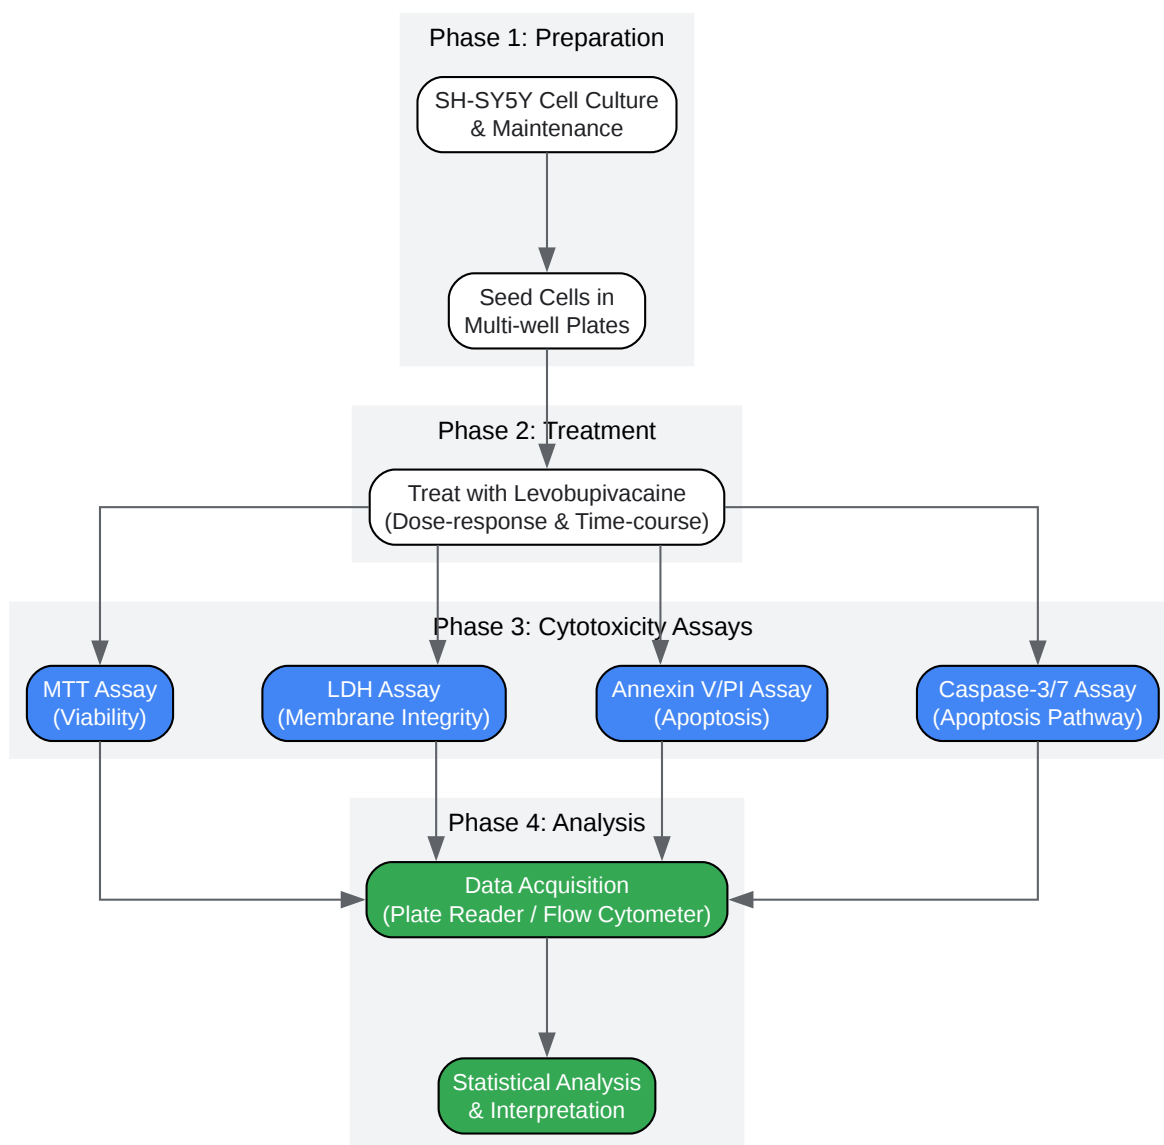 Phase 1: Preparation
SH-SY5Y Cell Culture
& Maintenance
Seed Cells in
Multi-well Plates
Phase 2: Treatment
Treat with Levobupivacaine
(Dose-response & Time-course)
Phase 3: Cytotoxicity Assays
MTT Assay
(Viability)
LDH Assay
(Membrane Integrity)
Annexin V/PI Assay
(Apoptosis)
Caspase-3/7 Assay
(Apoptosis Pathway)
Phase 4: Analysis
Data Acquisition
(Plate Reader / Flow Cytometer)
Statistical Analysis
& Interpretation